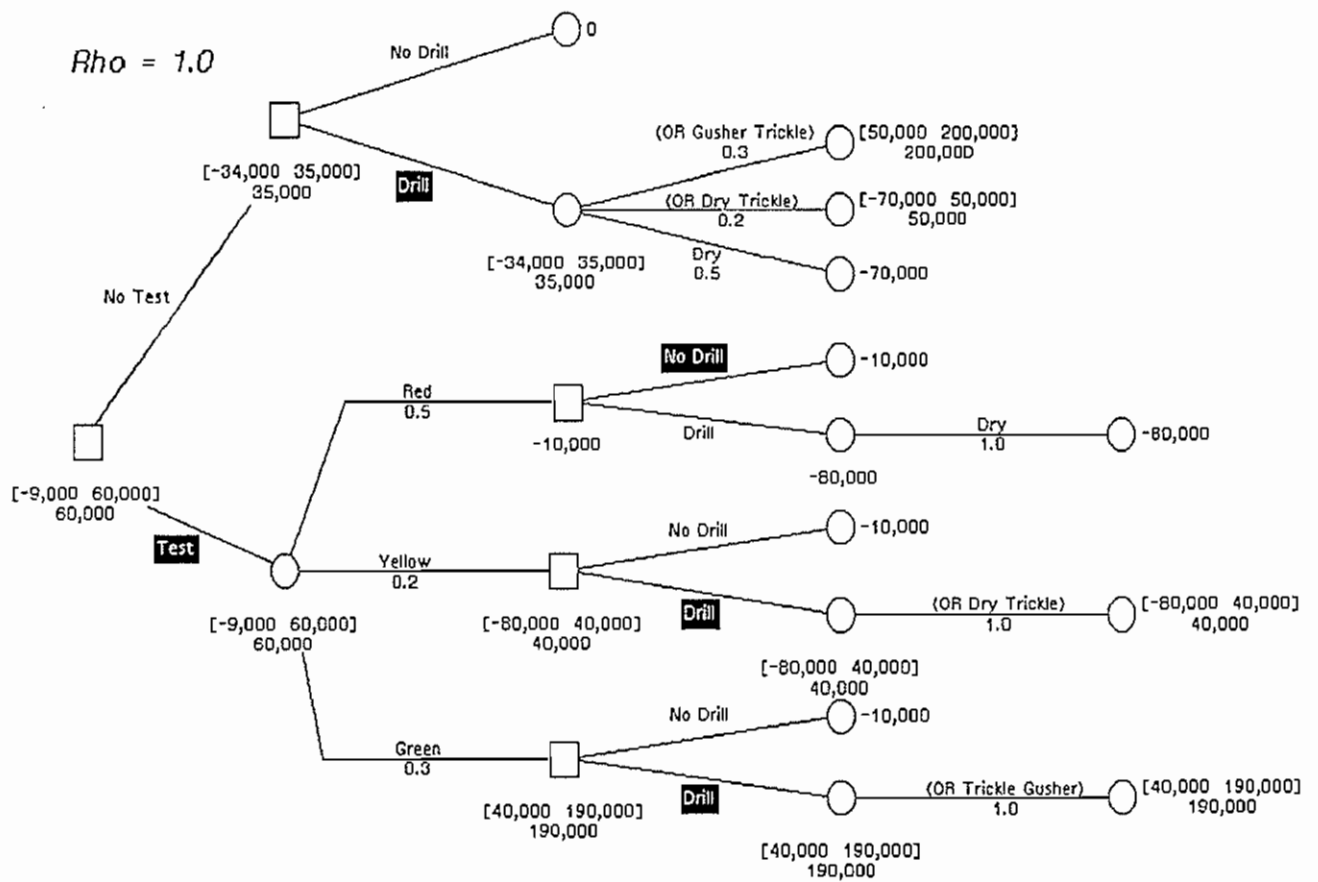 Rho = 1.0
No Drill
0
[-34,000 35,000]
35,000
Drill
(OR Gusher Trickle)
0.3
[50,000 200,000]
200,000
(OR Dry Trickle)
0.2
[-70,000 50,000]
50,000
Dry
0.5
-70,000
[-34,000 35,000]
35,000
No Test
[-9,000 60,000]
60,000
Test
Red
0.5
-10,000
No Drill
-10,000
Drill
-80,000
Dry
1.0
-80,000
[-9,000 60,000]
60,000
Yellow
0.2
[-80,000 40,000]
40,000
No Drill
-10,000
Drill
[-80,000 40,000]
40,000
(OR Dry Trickle)
1.0
[-80,000 40,000]
40,000
Green
0.3
[40,000 190,000]
190,000
No Drill
-10,000
Drill
[40,000 190,000]
190,000
(OR Trickle Gusher)
1.0
[40,000 190,000]
190,000